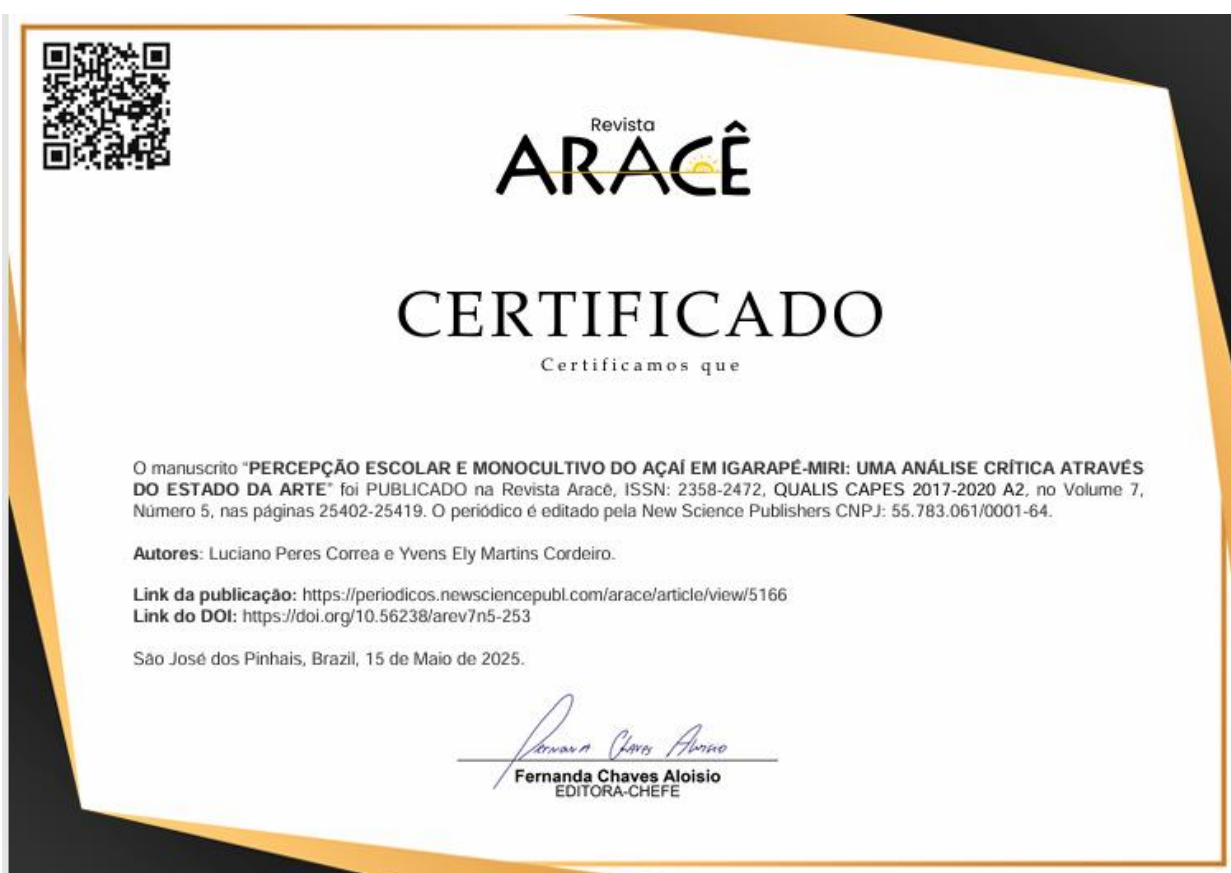 Revista
ARACÊ
CERTIFICADO
Certificamos que
O manuscrito "PERCEPÇÃO ESCOLAR E MONOCULTIVO DO AÇAÍ EM IGARAPÉ-MIRI: UMA ANÁLISE CRÍTICA ATRAVÉS
DO ESTADO DA ARTE" foi PUBLICADO na Revista Aracê, ISSN: 2358-2472, QUALIS CAPES 2017-2020 A2, no Volume 7,
Número 5, nas páginas 25402-25419. O periódico é editado pela New Science Publishers CNPJ: 55.783.061/0001-64.
Autores: Luciano Peres Correa e Yvens Ely Martins Cordeiro.
Link da publicação: https://periodicos.newsciencepubl.com/arace/article/view/5166
Link do DOI: https://doi.org/10.56238/arev7n5-253
São José dos Pinhais, Brazil, 15 de Maio de 2025.
Fernanda Chaves Aloisio
Fernanda Chaves Aloisio
EDITORA-CHEFE